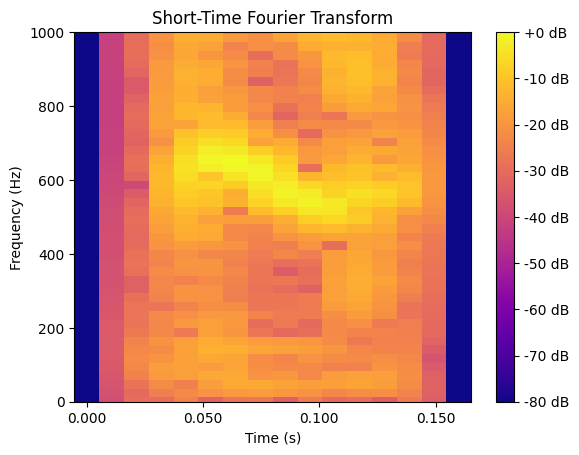 Short-Time Fourier Transform
1000
800
600
400
200
0
Frequency (Hz)
0.000
0.050
0.100
0.150
Time (s)
+0 dB
-10 dB
-20 dB
-30 dB
-40 dB
-50 dB
-60 dB
-70 dB
-80 dB